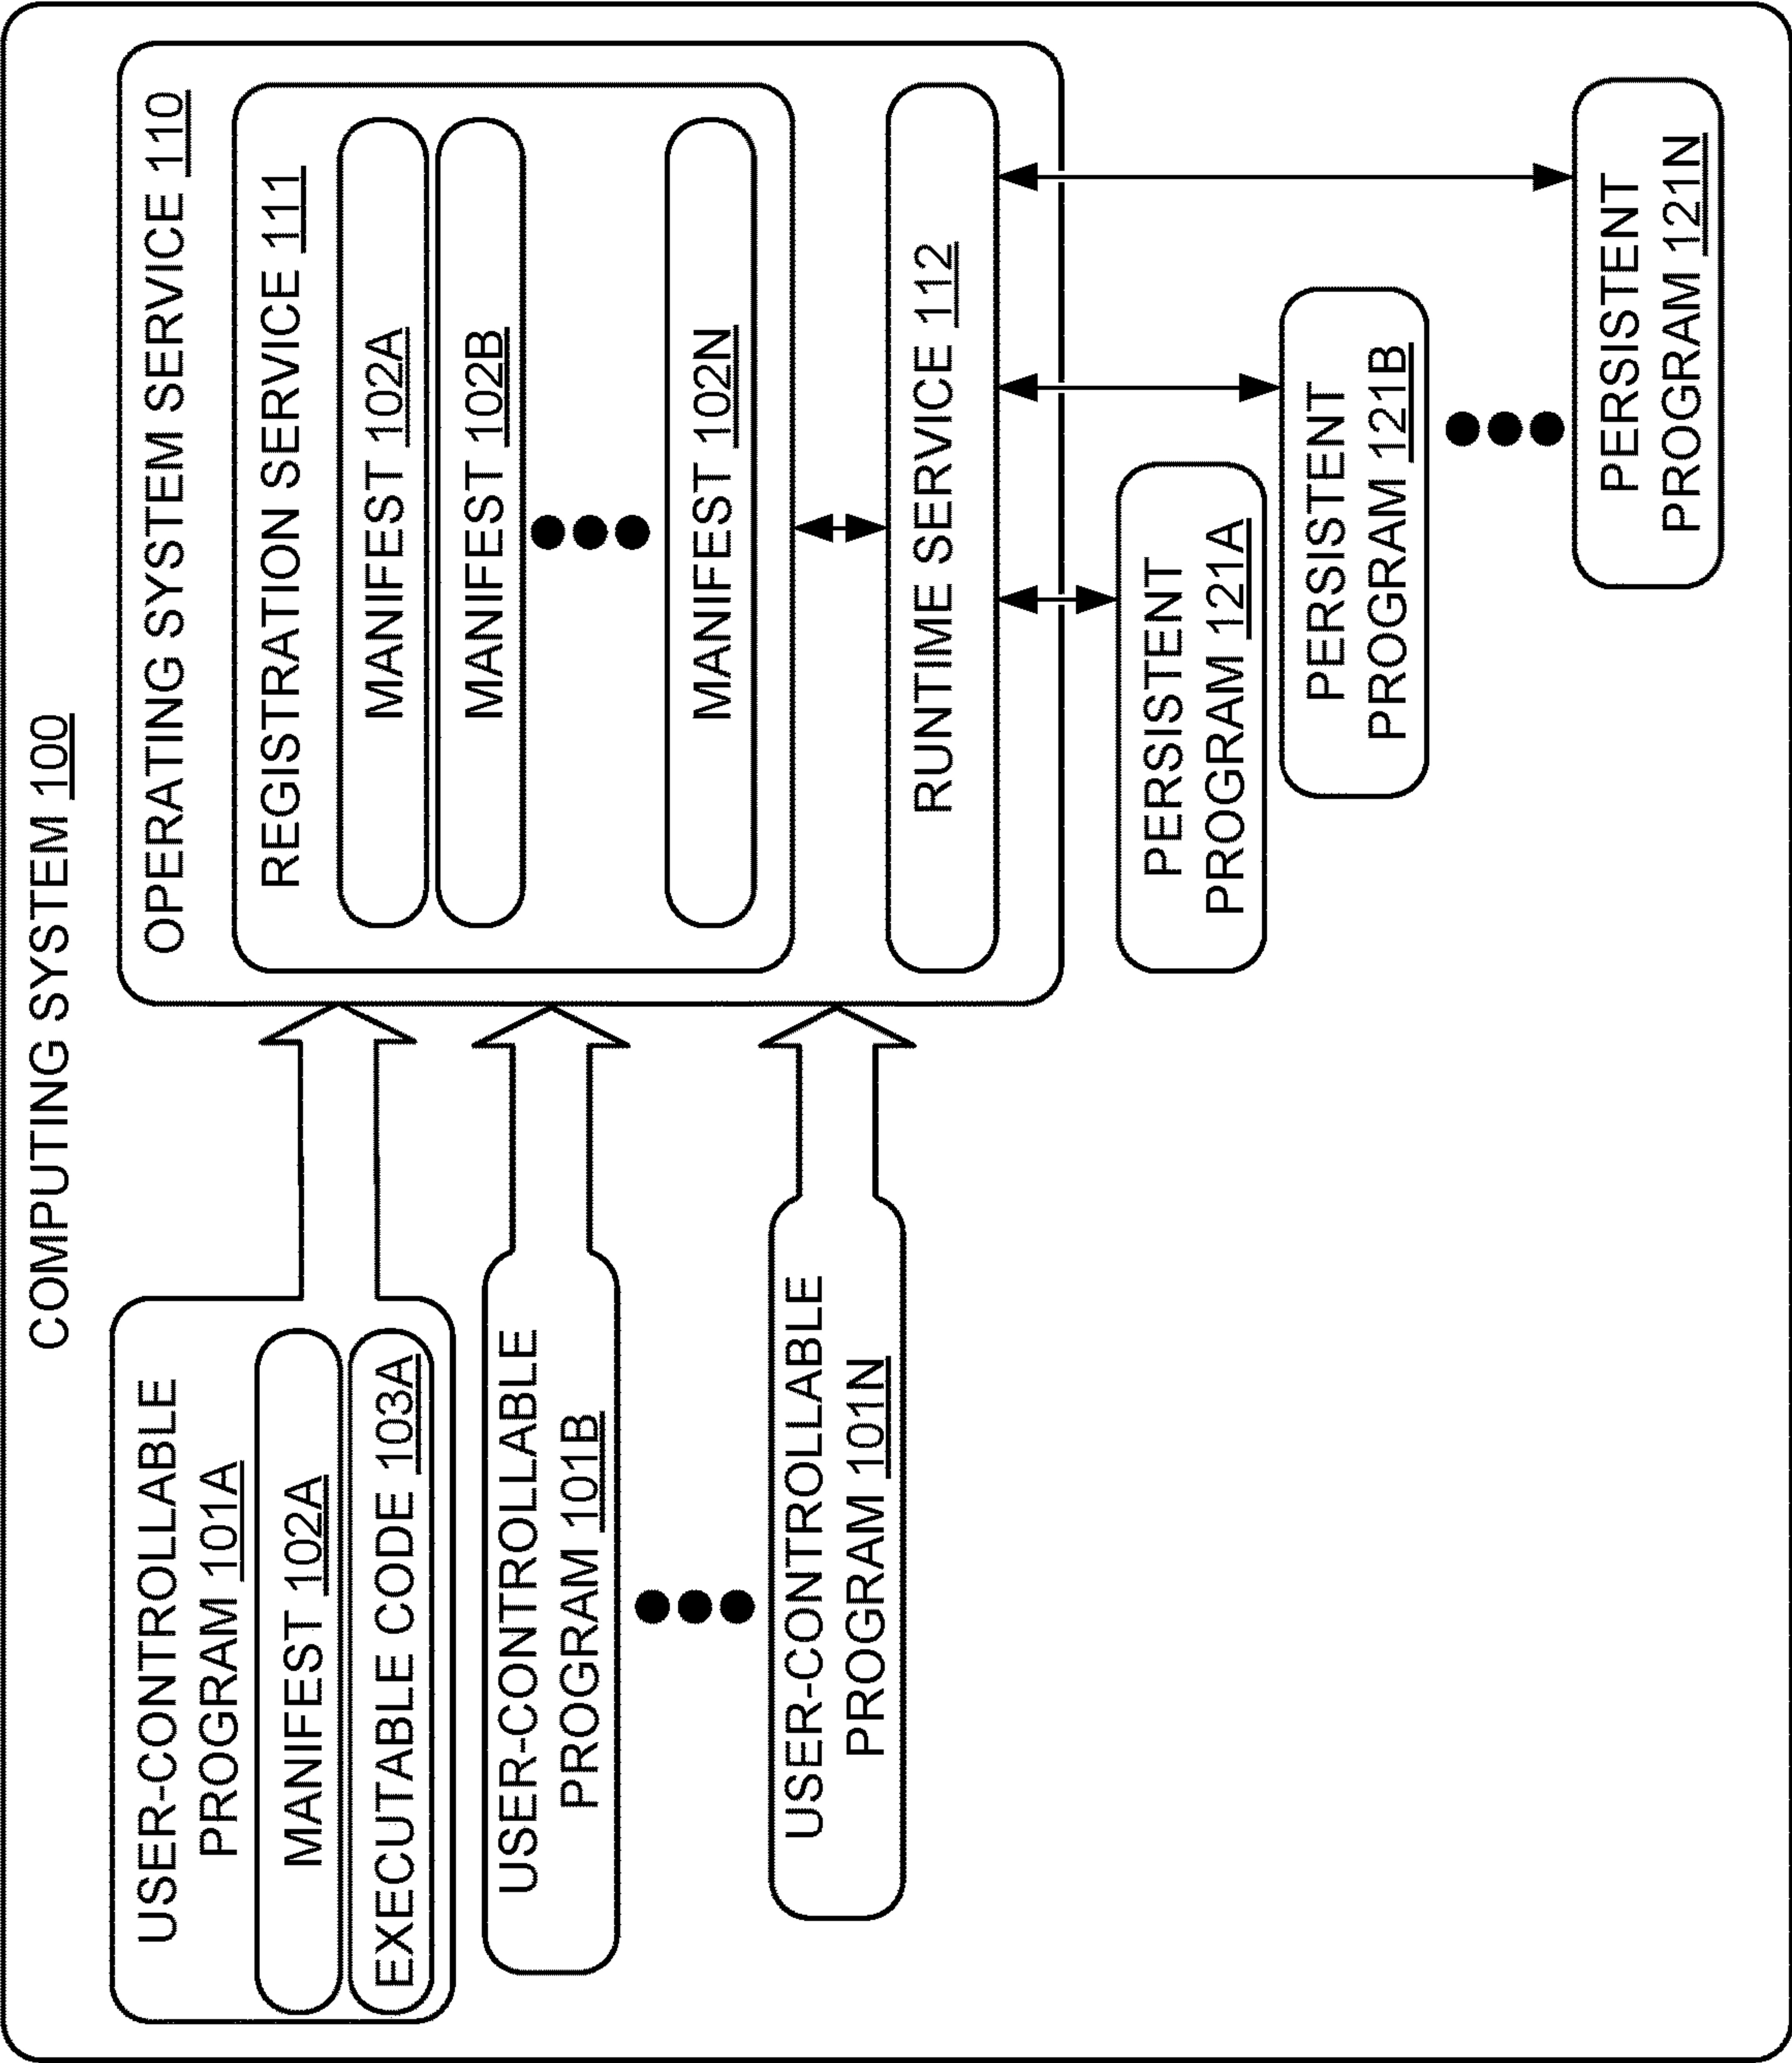 COMPUTING SYSTEM 100
USER-CONTROLLABLE
PROGRAM 101A
MANIFEST 102A
EXECUTABLE CODE 103A
USER-CONTROLLABLE
PROGRAM 101B
USER-CONTROLLABLE
PROGRAM 101N
OPERATING SYSTEM SERVICE 110
REGISTRATION SERVICE 111
MANIFEST 102A
MANIFEST 102B
MANIFEST 102N
RUNTIME SERVICE 112
PERSISTENT
PROGRAM 121A
PERSISTENT
PROGRAM 121B
PERSISTENT
PROGRAM 121N